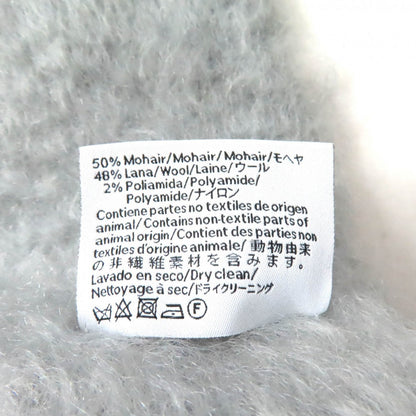 50% Mohair/Mohair/Mohair/モヘヤ
48% Lana/Wool/Laine/ウール
2% Poliamida/Polyamide/
Polyamide/ナイロン
Contiene partes no textiles de origen
animal/Contains non-textile parts of
animal origin/Contient des parties non
textiles d'origine animale/動物由来
の非繊維素材を含みます。
Lavado en seco/Dry clean/
Nettoyage à sec/ドライクリーニング
F